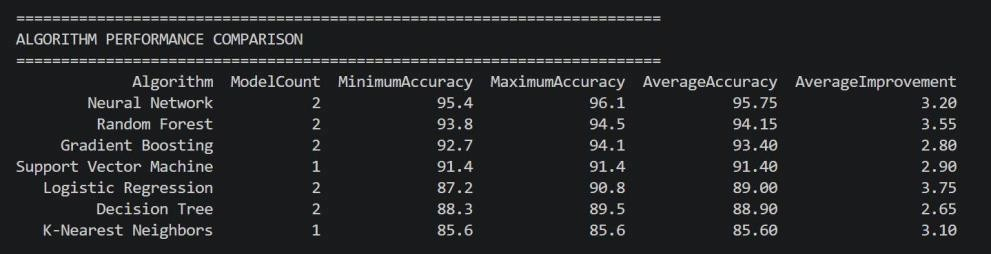 ========================================================================
ALGORITHM PERFORMANCE COMPARISON
========================================================================
Algorithm ModelCount MinimumAccuracy MaximumAccuracy AverageAccuracy AverageImprovement
Neural Network 2 95.4 96.1 95.75 3.20
Random Forest 2 93.8 94.5 94.15 3.55
Gradient Boosting 2 92.7 94.1 93.40 2.80
Support Vector Machine 1 91.4 91.4 91.40 2.90
Logistic Regression 2 87.2 90.8 89.00 3.75
Decision Tree 2 88.3 89.5 88.90 2.65
K-Nearest Neighbors 1 85.6 85.6 85.60 3.10